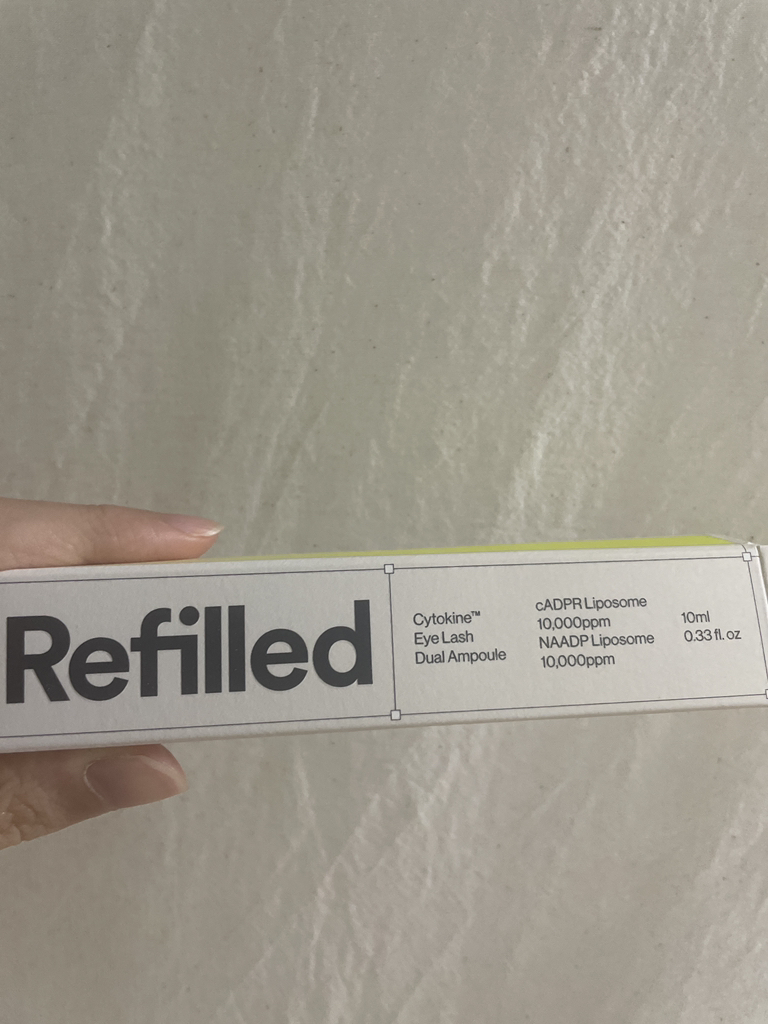 Refilled
Cytokine™
Eye Lash
Dual Ampoule
cADPR Liposome
10,000ppm
NAADP Liposome
10,000ppm
10ml
0.33 fl. oz